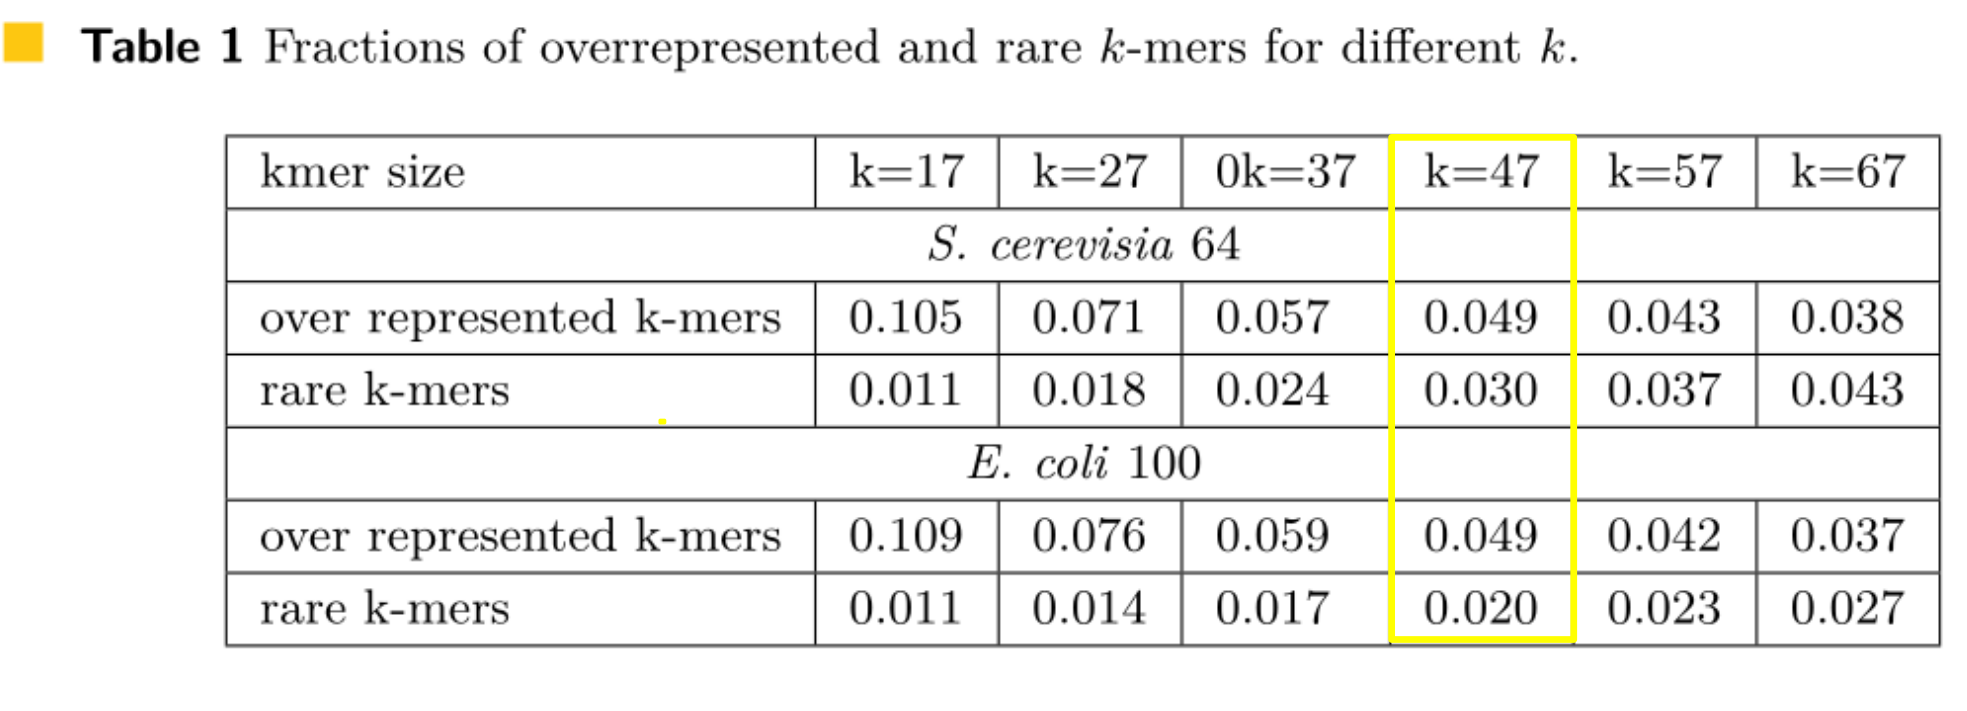 Table 1 Fractions of overrepresented and rare k-mers for different k.
kmer size k=17 k=27 0k=37 k=47 k=57 k=67
S. cerevisia 64
over represented k-mers 0.105 0.071 0.057 0.049 0.043 0.038
rare k-mers 0.011 0.018 0.024 0.030 0.037 0.043
E. coli 100
over represented k-mers 0.109 0.076 0.059 0.049 0.042 0.037
rare k-mers 0.011 0.014 0.017 0.020 0.023 0.027